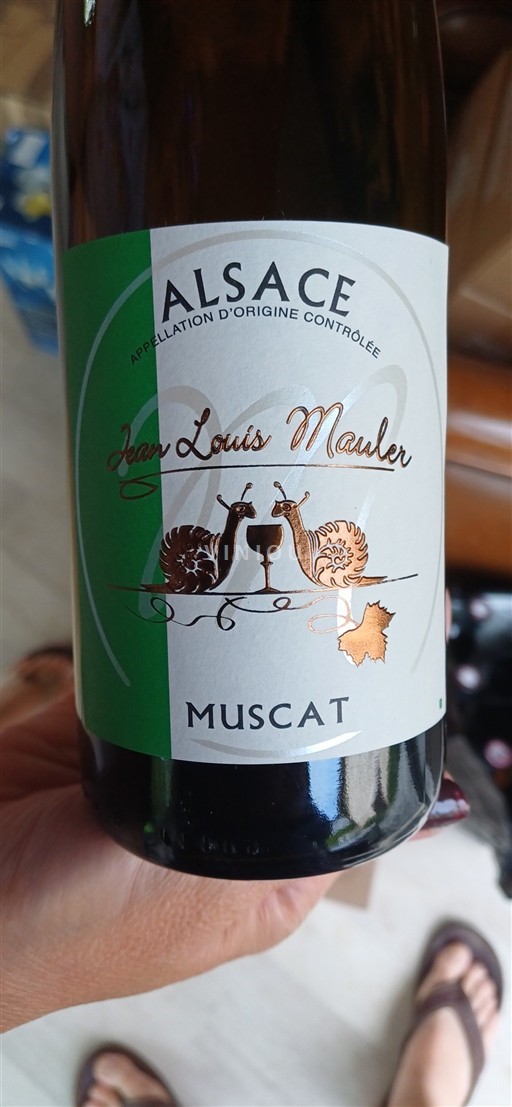 ALSACE
APPELLATION D'ORIGINE CONTRÔLÉE
Jean Louis Mauler
MUSCAT